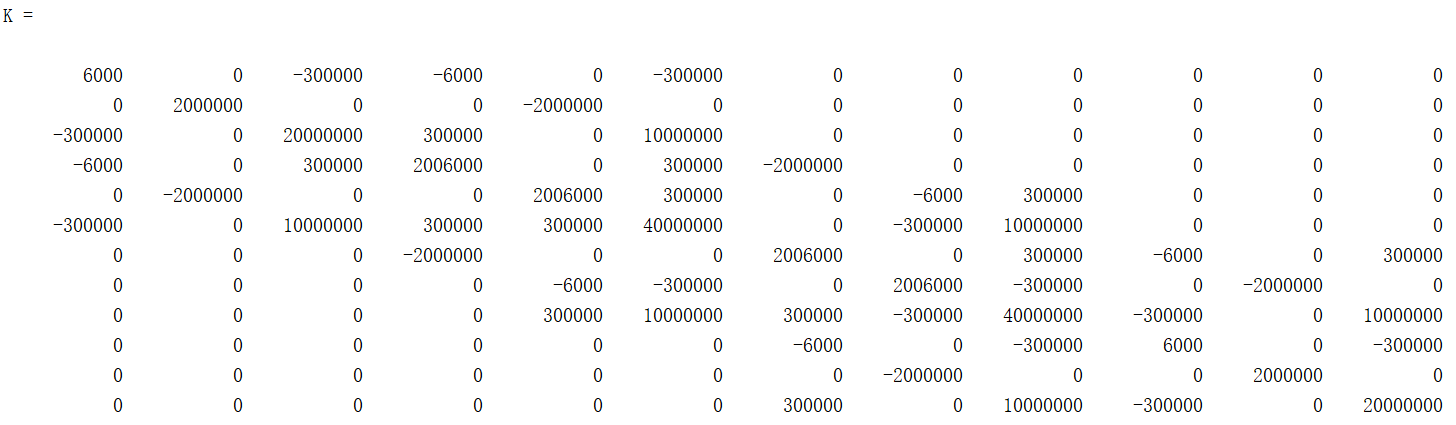 K =
6000 0 -300000 -6000 0 -300000 0 0 0 0 0 0
0 2000000 0 0 -2000000 0 0 0 0 0 0 0
-300000 0 20000000 300000 0 10000000 0 0 0 0 0 0
-6000 0 300000 2006000 0 300000 -2000000 0 0 0 0 0
0 -2000000 0 0 2006000 300000 0 -6000 300000 0 0 0
-300000 0 10000000 300000 300000 40000000 0 -300000 10000000 0 0 0
0 0 0 -2000000 0 0 2006000 0 300000 -6000 0 300000
0 0 0 0 -6000 -300000 0 2006000 -300000 0 -2000000 0
0 0 0 0 300000 10000000 300000 -300000 40000000 -300000 0 10000000
0 0 0 0 0 0 -6000 0 -300000 6000 0 -300000
0 0 0 0 0 0 0 -2000000 0 0 2000000 0
0 0 0 0 0 0 300000 0 10000000 -300000 0 20000000